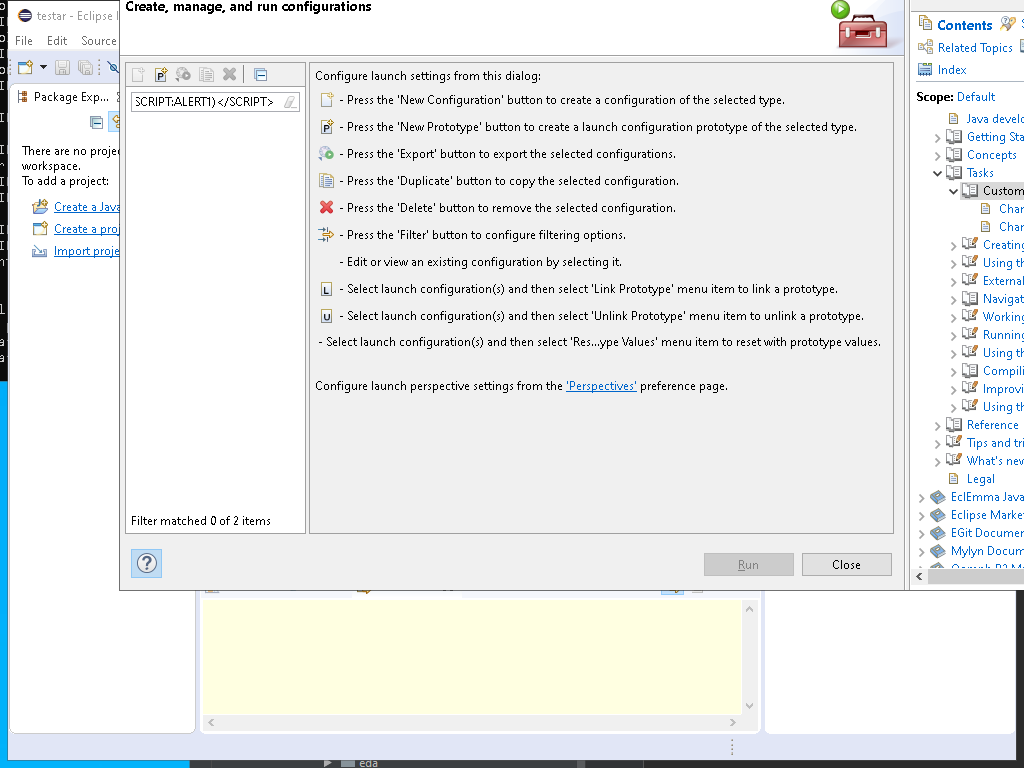 Create, manage, and run configurations
testar - Eclipse I
File Edit Source
Package Exp...
There are no projec
workspace.
To add a project:
Create a Java
Create a proj
Import proje
SCRIPT:ALERT1)</SCRIPT>
Filter matched 0 of 2 items
Configure launch settings from this dialog:
- Press the 'New Configuration' button to create a configuration of the selected type.
- Press the 'New Prototype' button to create a launch configuration prototype of the selected type.
- Press the 'Export' button to export the selected configurations.
- Press the 'Duplicate' button to copy the selected configuration.
- Press the 'Delete' button to remove the selected configuration.
- Press the 'Filter' button to configure filtering options.
- Edit or view an existing configuration by selecting it.
L - Select launch configuration(s) and then select 'Link Prototype' menu item to link a prototype.
U - Select launch configuration(s) and then select 'Unlink Prototype' menu item to unlink a prototype.
- Select launch configuration(s) and then select 'Res...ype Values' menu item to reset with prototype values.
Configure launch perspective settings from the 'Perspectives' preference page.
Run
Close
Contents
Related Topics
Index
Scope: Default
Java develo
Getting Sta
Concepts
Tasks
Custom
Char
Char
Creating
Using th
External
Navigat
Working
Running
Using th
Compili
Improvi
Using th
Reference
Tips and tri
What's new
Legal
EclEmma Java
Eclipse Marke
EGit Documen
Mylyn Docum
eda